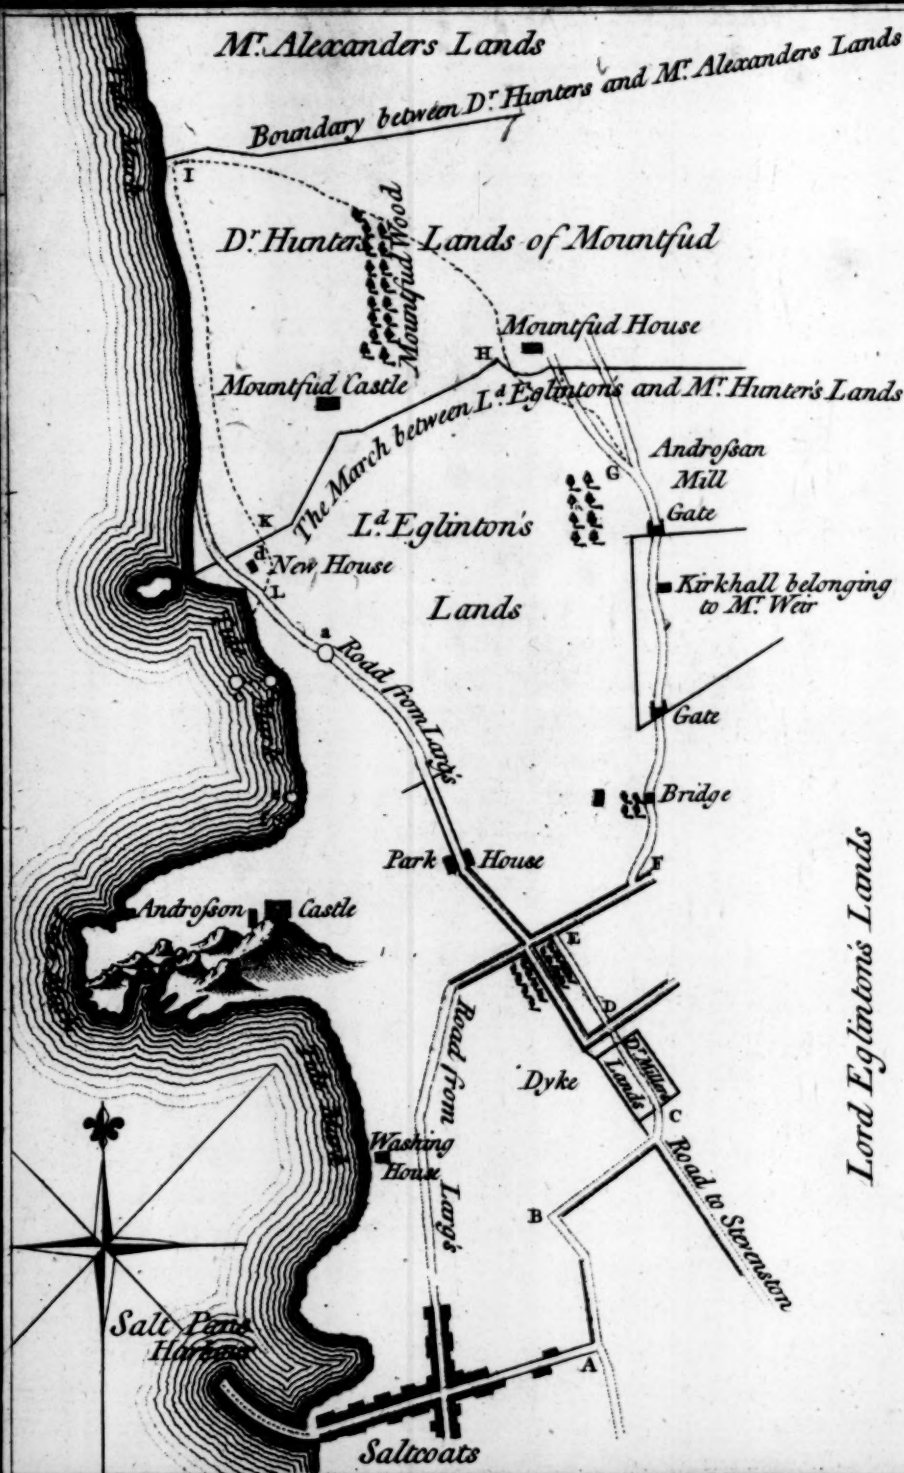 Mr. Alexanders Lands
Boundary between Dr Hunters and Mr. Alexanders Lands
I
Dr Hunters Lands of Mountfud
Mountfud Wood
Mountfud House
H
Mountfud Castle
The March between Ld. Eglinton's and Mr. Hunter's Lands
Androſsan
Mill
G
Gate
K
Ld. Eglinton's
Lands
d
New House
L
Kirkhall belonging
to Mr. Weir
a
Road from Larg's
Gate
Bridge
Park House
F
Androſson Castle
E
Lord Eglinton's Lands
D
Road from Larg's
Dr. Millers
Lands
Dyke
C
Washing
House
Road to Stevenston
B
Salt Pans
Harbour
A
Saltcoats